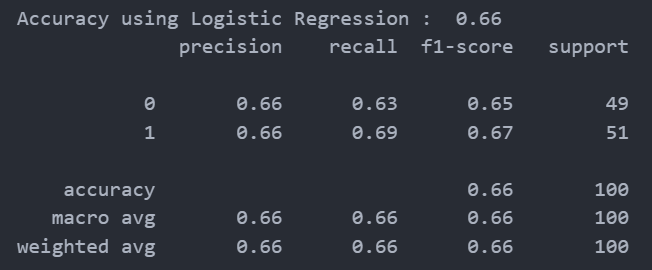 Accuracy using Logistic Regression :  0.66
precision    recall  f1-score   support
0       0.66      0.63      0.65        49
1       0.66      0.69      0.67        51
accuracy                           0.66       100
macro avg       0.66      0.66      0.66       100
weighted avg       0.66      0.66      0.66       100